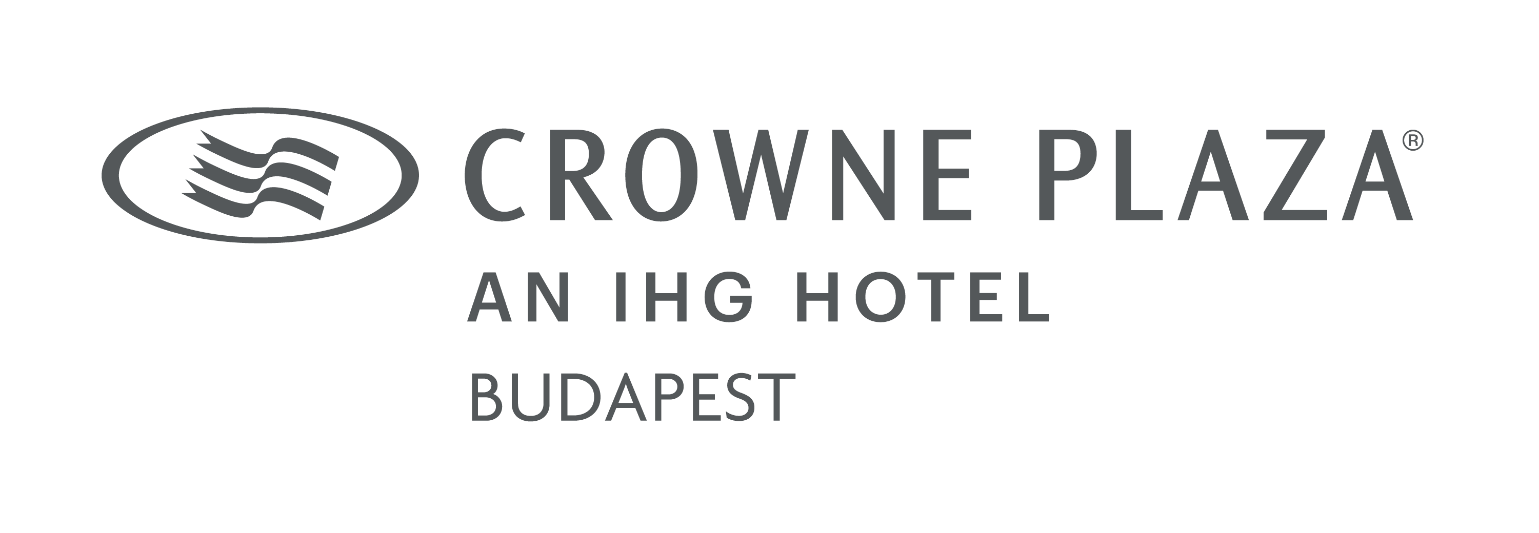 CROWNE PLAZA®
AN IHG HOTEL
BUDAPEST